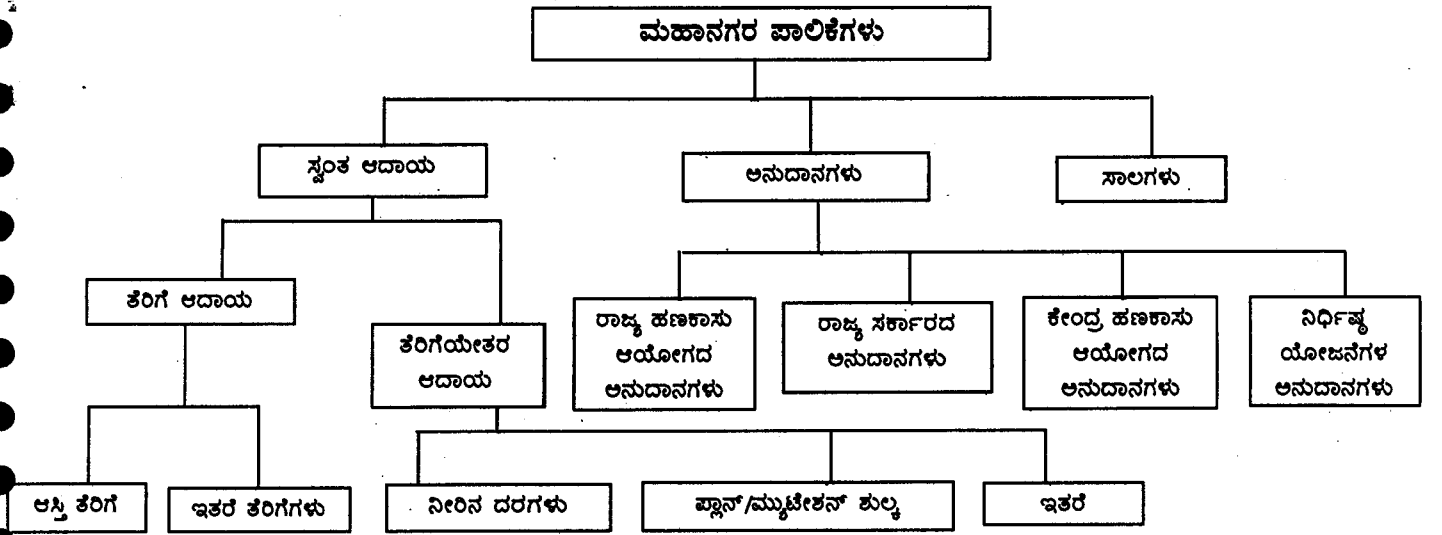 ಮಹಾನಗರ ಪಾಲಿಕೆಗಳು
ಸ್ವಂತ ಆದಾಯ
ಅನುದಾನಗಳು
ಸಾಲಗಳು
ತೆರಿಗೆ ಆದಾಯ
ತೆರಿಗೆಯೇತರ
ಆದಾಯ
ರಾಜ್ಯ ಹಣಕಾಸು
ಆಯೋಗದ
ಅನುದಾನಗಳು
ರಾಜ್ಯ ಸರ್ಕಾರದ
ಅನುದಾನಗಳು
ಕೇಂದ್ರ ಹಣಕಾಸು
ಆಯೋಗದ
ಅನುದಾನಗಳು
ನಿರ್ಧಿಷ್ಠ
ಯೋಜನೆಗಳ
ಅನುದಾನಗಳು
ಆಸ್ತಿ ತೆರಿಗೆ
ಇತರೆ ತೆರಿಗೆಗಳು
ನೀರಿನ ದರಗಳು
ಪ್ಲಾನ್/ಮ್ಯುಟೇಶನ್ ಶುಲ್ಕ
ಇತರೆ